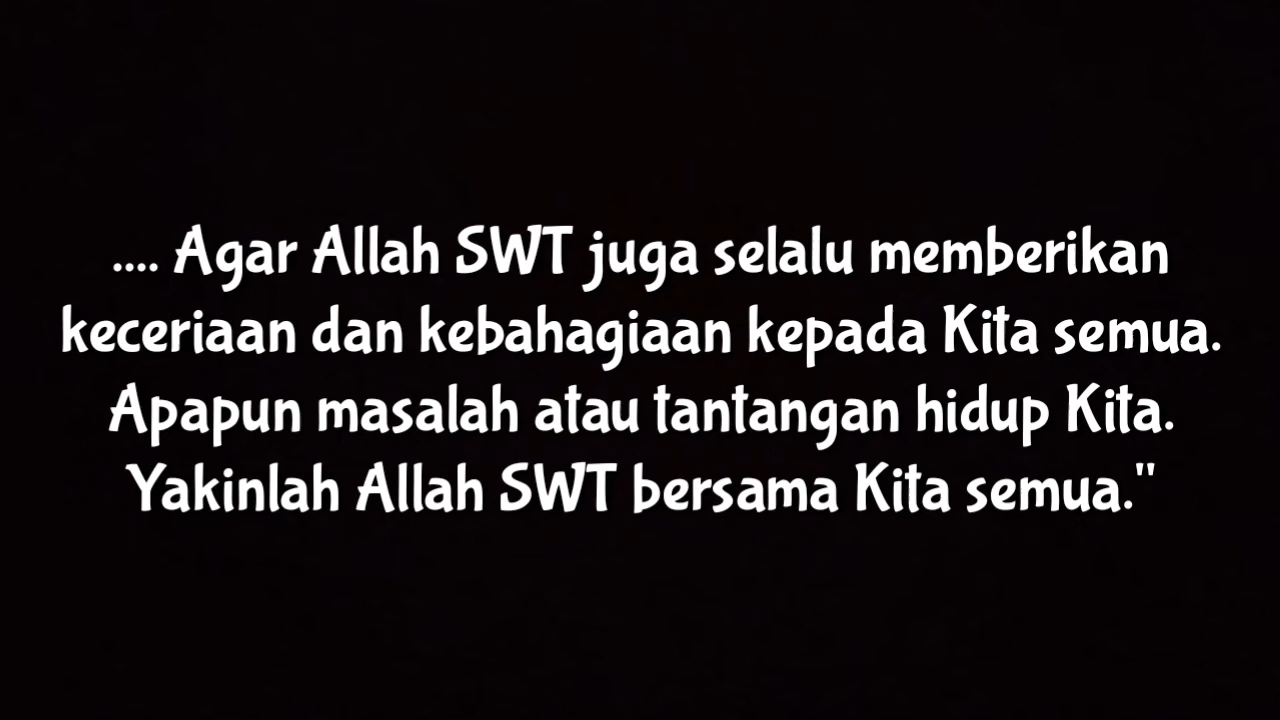 .... Agar Allah SWT juga selalu memberikan
keceriaan dan kebahagiaan kepada Kita semua.
Apapun masalah atau tantangan hidup Kita.
Yakinlah Allah SWT bersama Kita semua."